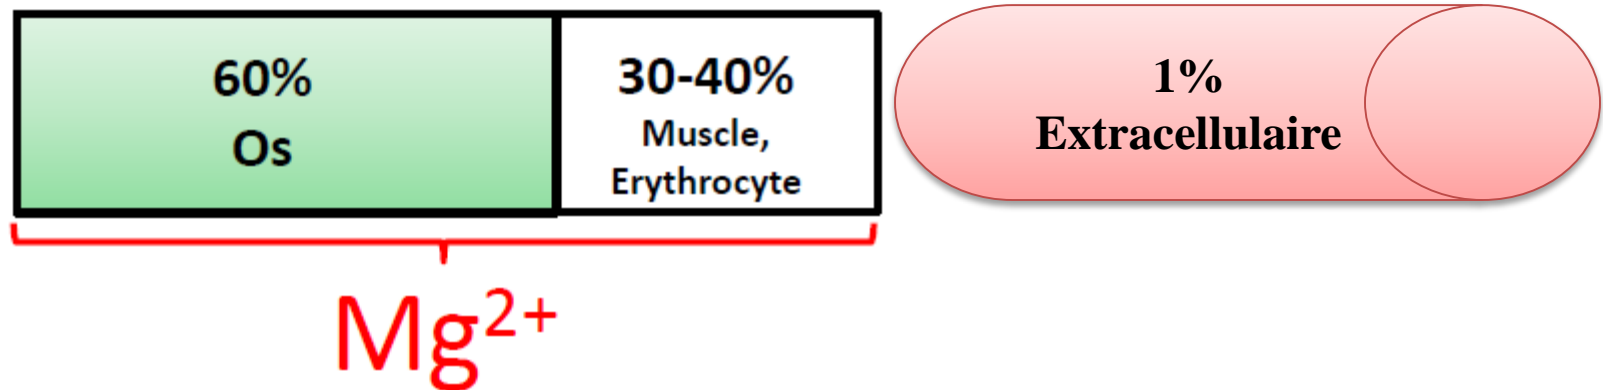 60%
Os
30-40%
Muscle,
Erythrocyte
1%
Extracellulaire
Mg²⁺